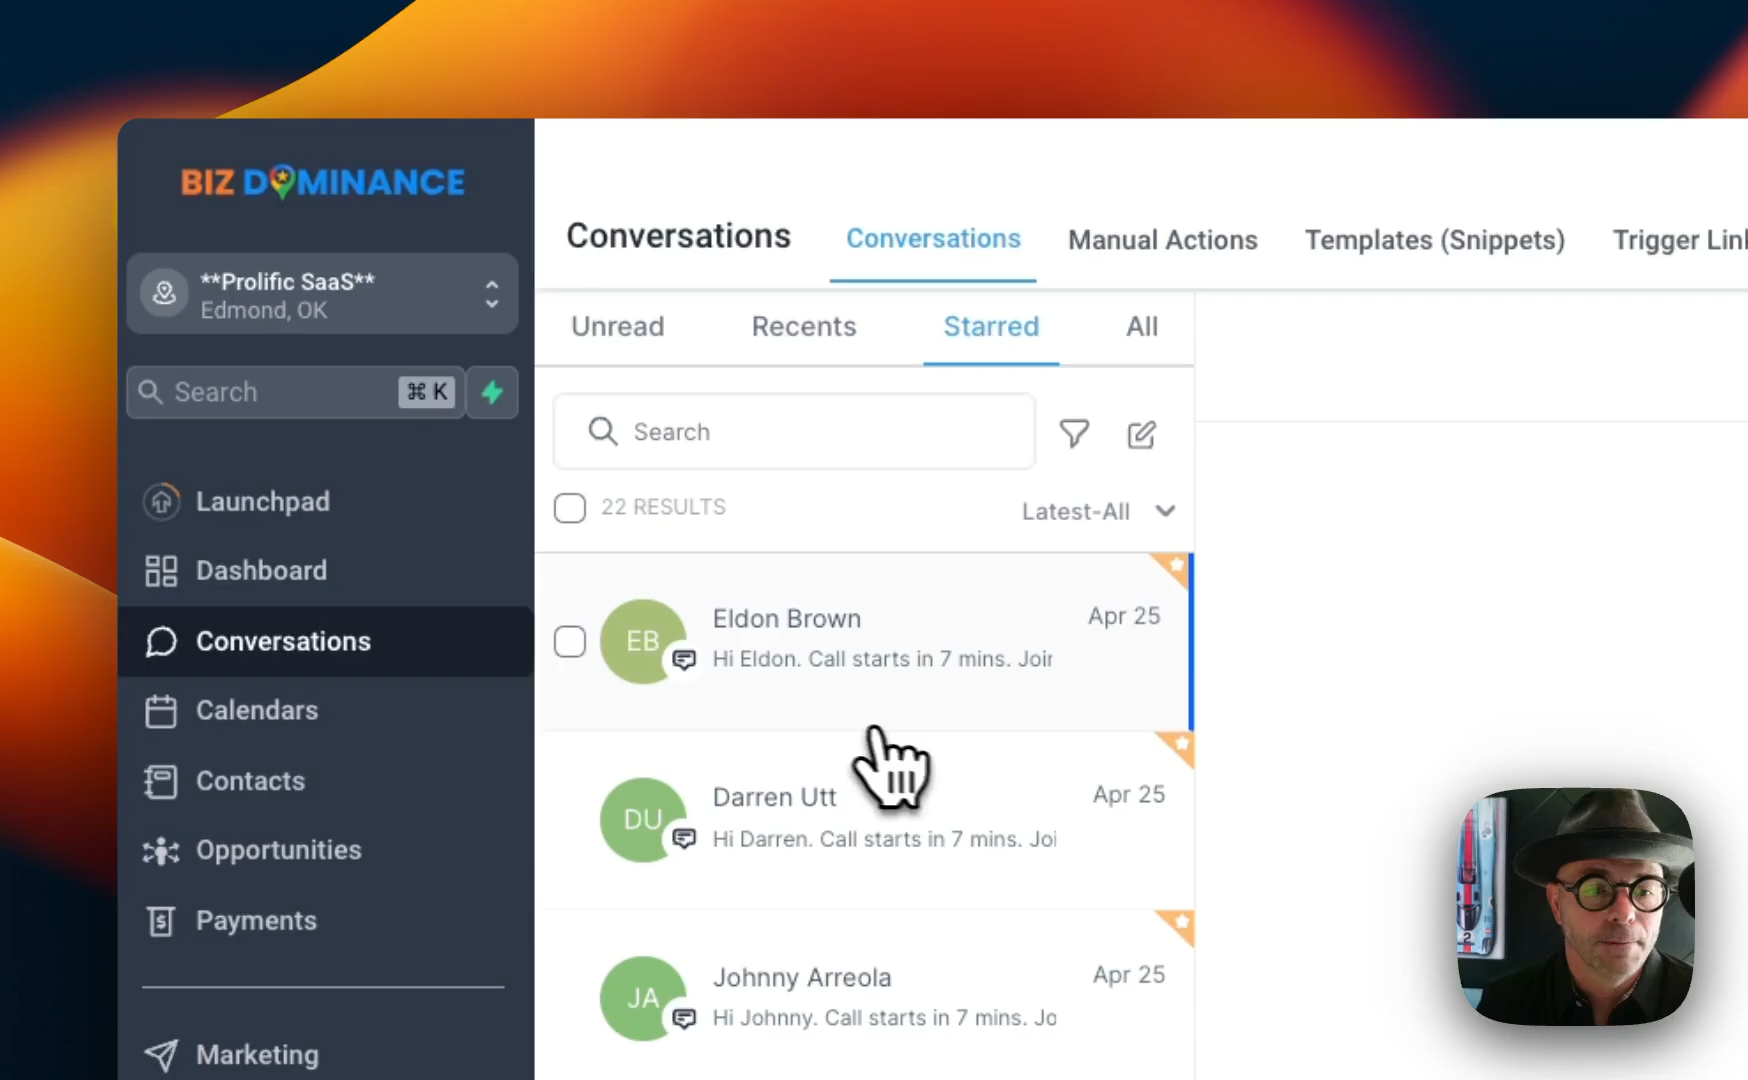 BIZ DOMINANCE
**Prolific SaaS**
Edmond, OK
Search
⌘ K
Launchpad
Dashboard
Conversations
Calendars
Contacts
Opportunities
Payments
Marketing
Conversations
Conversations
Manual Actions
Templates (Snippets)
Trigger Lin
Unread
Recents
Starred
All
Search
22 RESULTS
Latest-All
EB
Eldon Brown
Apr 25
Hi Eldon. Call starts in 7 mins. Joir
DU
Darren Utt
Apr 25
Hi Darren. Call starts in 7 mins. Joi
JA
Johnny Arreola
Apr 25
Hi Johnny. Call starts in 7 mins. Jo
2